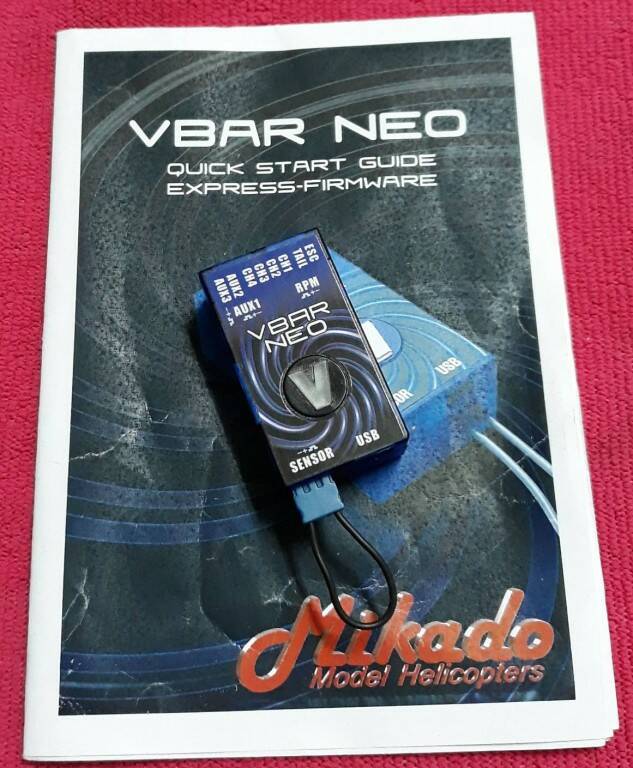 VBAR NEO
QUICK START GUIDE
EXPRESS-FIRMWARE
ESC
TAIL
CH1
CH2
CH3
CH4
AUX2
AUX3
AUX1
RPM
VBAR
NEO
V
SENSOR
USB
OR
USB
Mikado
Model Helicopters